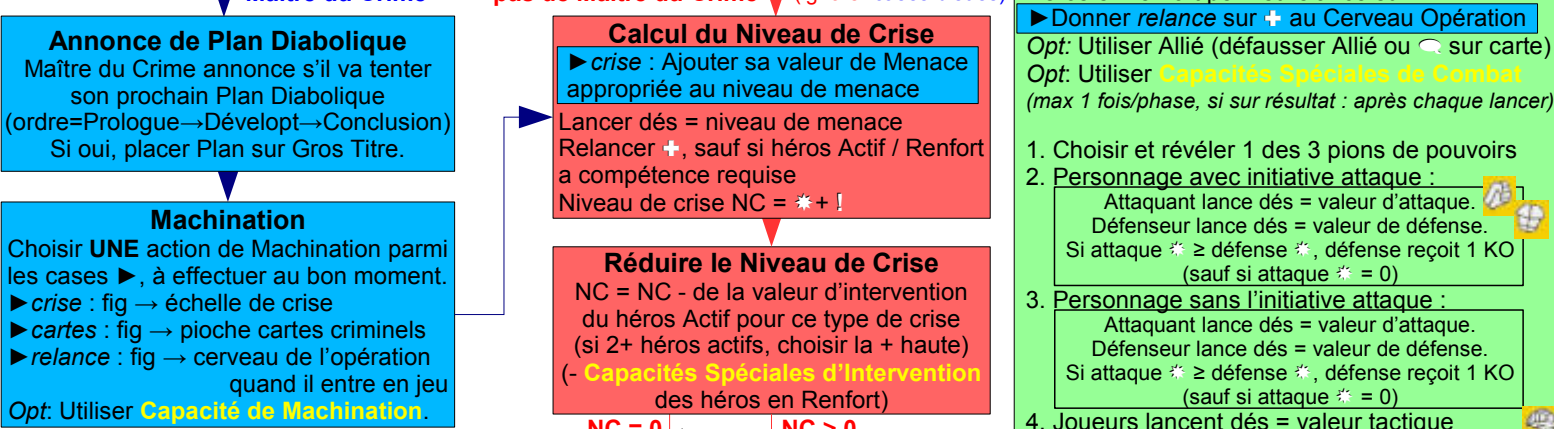 Maître du Crime
Annonce de Plan Diabolique
Maître du Crime annonce s'il va tenter
son prochain Plan Diabolique
(ordre=Prologue→Dévelopt→Conclusion)
Si oui, placer Plan sur Gros Titre.
Machination
Choisir UNE action de Machination parmi
les cases ►, à effectuer au bon moment.
►crise : fig → échelle de crise
►cartes : fig → pioche cartes criminels
►relance : fig → cerveau de l'opération
quand il entre en jeu
Opt: Utiliser Capacité de Machination.
pas de Maître du Crime
Calcul du Niveau de Crise
►crise : Ajouter sa valeur de Menace
appropriée au niveau de menace
Lancer dés = niveau de menace
Relancer ✚, sauf si héros Actif / Renfort
a compétence requise
Niveau de crise NC = ✸+ !
Réduire le Niveau de Crise
NC = NC - de la valeur d'intervention
du héros Actif pour ce type de crise
(si 2+ héros actifs, choisir la + haute)
(- Capacités Spéciales d'Intervention
des héros en Renfort)
NC = 0 NC > 0
►Donner relance sur ✚ au Cerveau Opération
Opt: Utiliser Allié (défausser Allié ou sur carte)
Opt: Utiliser Capacités Spéciales de Combat
(max 1 fois/phase, si sur résultat : après chaque lancer)
1. Choisir et révéler 1 des 3 pions de pouvoirs
2. Personnage avec initiative attaque :
Attaquant lance dés = valeur d'attaque.
Défenseur lance dés = valeur de défense.
Si attaque ✸ ≥ défense ✸, défense reçoit 1 KO
(sauf si attaque ✸ = 0)
3. Personnage sans l'initiative attaque :
Attaquant lance dés = valeur d'attaque.
Défenseur lance dés = valeur de défense.
Si attaque ✸ ≥ défense ✸, défense reçoit 1 KO
(sauf si attaque ✸ = 0)
4. Joueurs lancent dés = valeur tactique